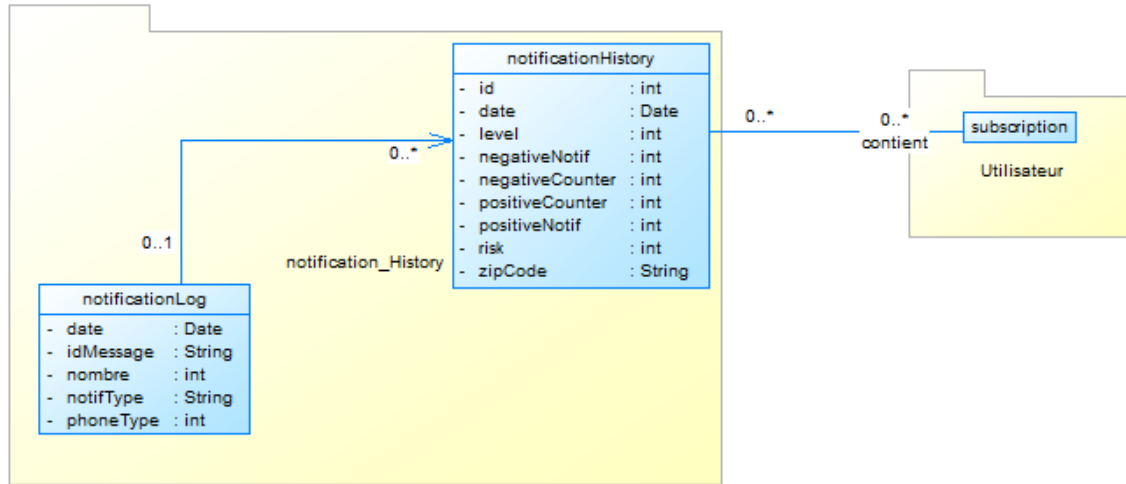 notificationHistory
- id : int
- date : Date
- level : int
- negativeNotif : int
- negativeCounter : int
- positiveCounter : int
- positiveNotif : int
- risk : int
- zipCode : String
0..*
0..*
contient
subscription
Utilisateur
0..*
0..1
notification_History
notificationLog
- date : Date
- idMessage : String
- nombre : int
- notifType : String
- phoneType : int